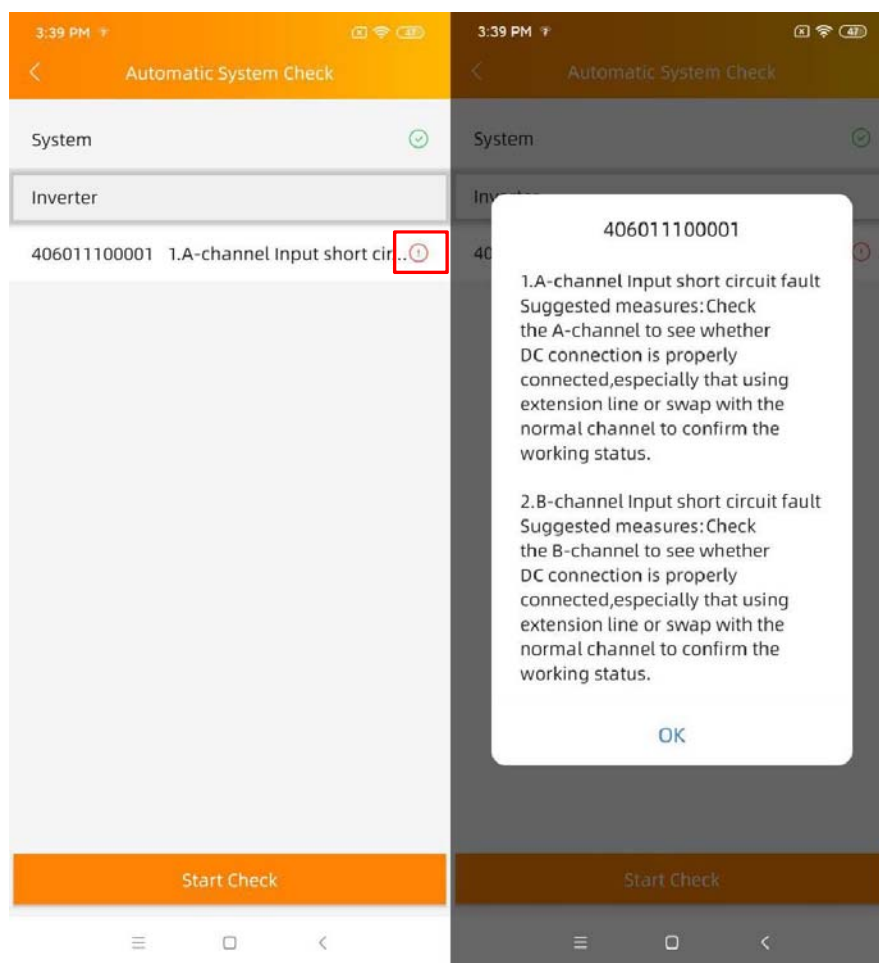 3:39 PM
47
Automatic System Check
System
Inverter
406011100001 1.A-channel Input short cir...
Start Check
3:39 PM
47
Automatic System Check
System
Inverter
40
406011100001
1.A-channel Input short circuit fault
Suggested measures:Check
the A-channel to see whether
DC connection is properly
connected,especially that using
extension line or swap with the
normal channel to confirm the
working status.
2.B-channel Input short circuit fault
Suggested measures:Check
the B-channel to see whether
DC connection is properly
connected,especially that using
extension line or swap with the
normal channel to confirm the
working status.
OK
Start Check